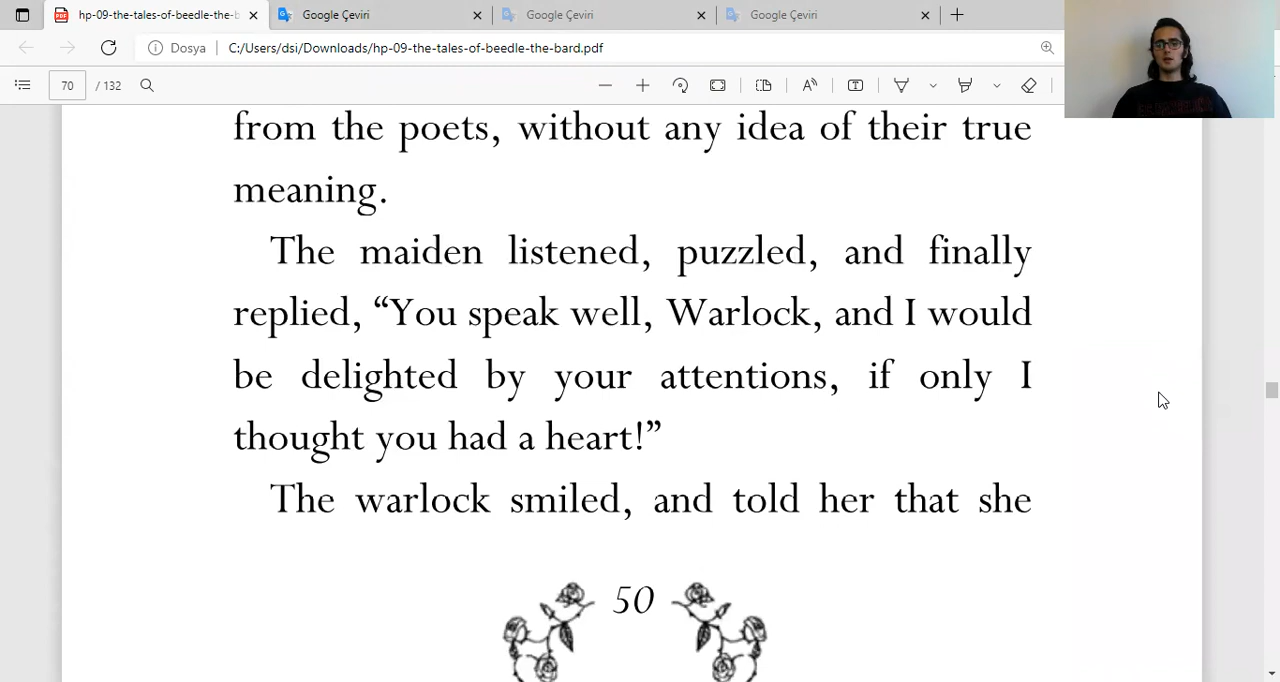 hp-09-the-tales-of-beedle-the-b
Google Çeviri
Google Çeviri
Google Çeviri
Dosya
C:/Users/dsi/Downloads/hp-09-the-tales-of-beedle-the-bard.pdf
70 / 132
from the poets, without any idea of their true
meaning.
The maiden listened, puzzled, and finally
replied, “You speak well, Warlock, and I would
be delighted by your attentions, if only I
thought you had a heart!”
The warlock smiled, and told her that she
50